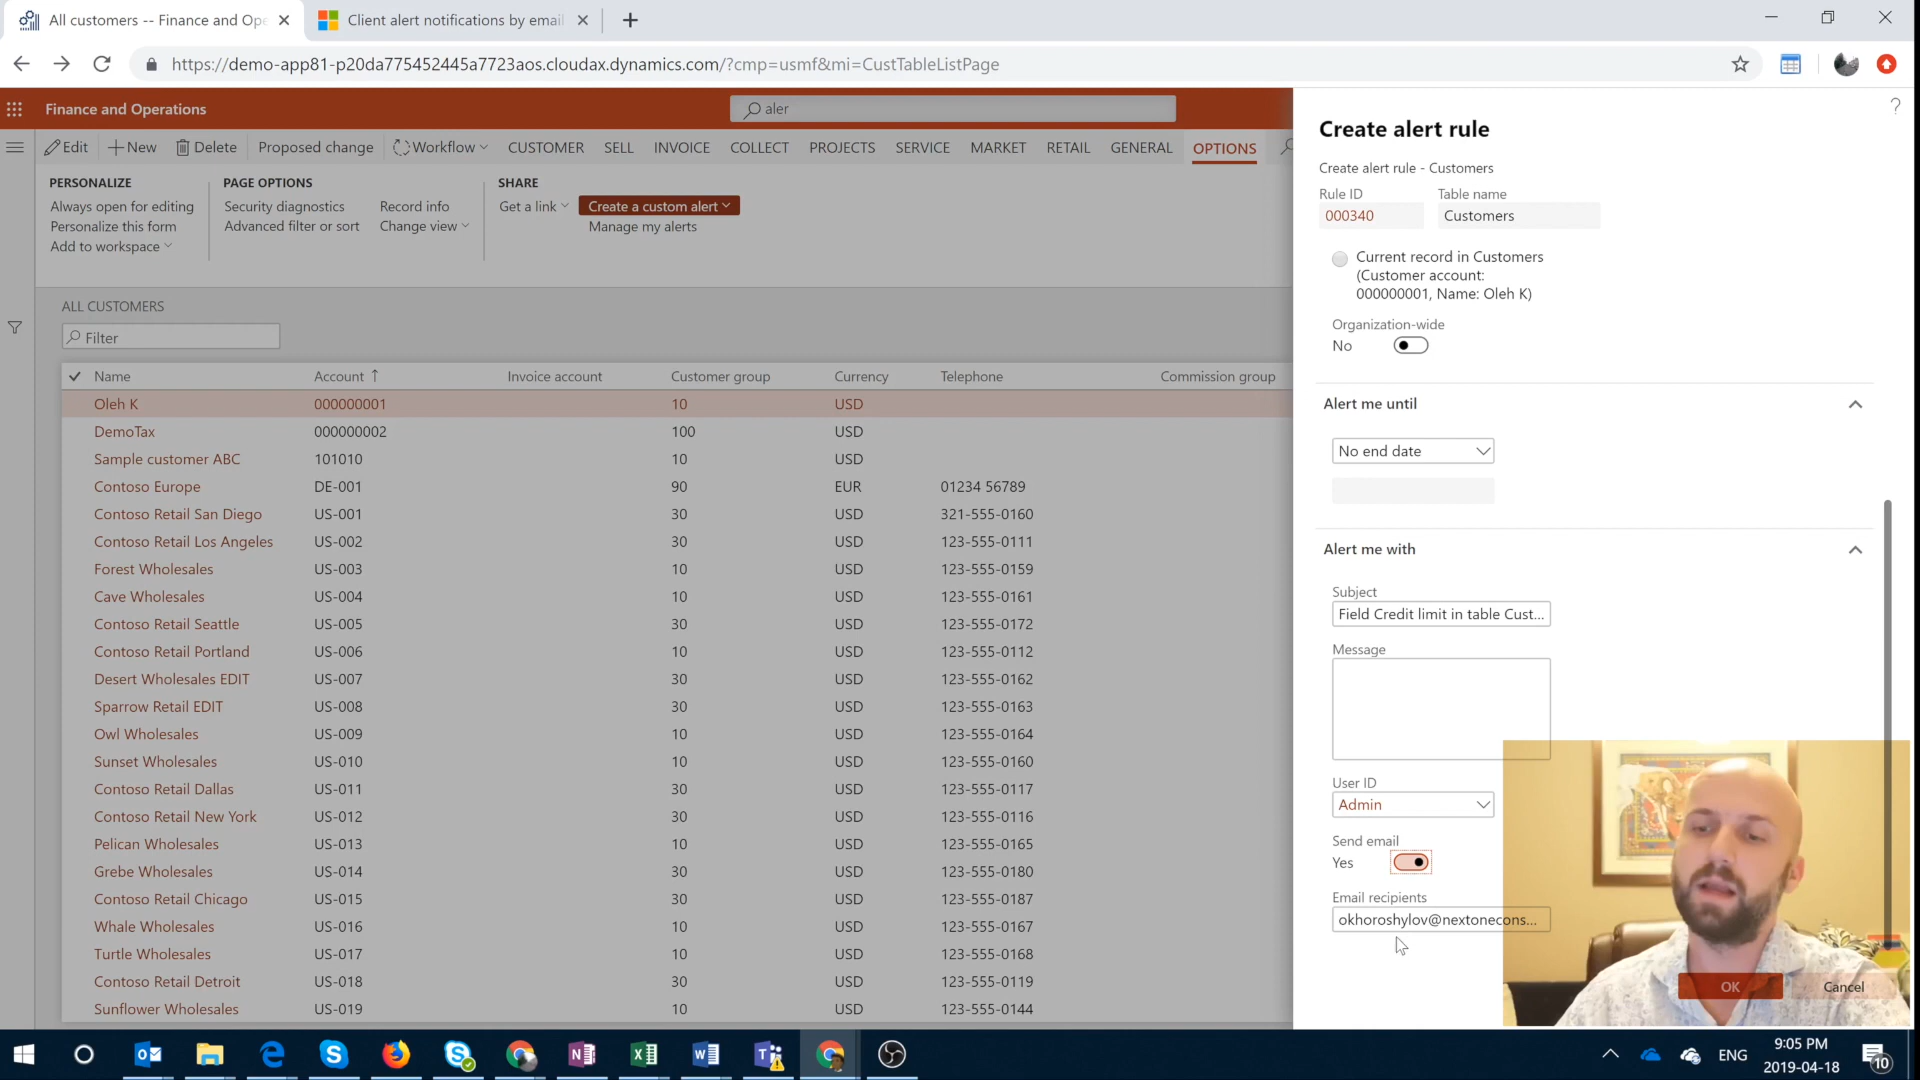 All customers -- Finance and Ope
Client alert notifications by email
https://demo-app81-p20da775452445a7723aos.cloudax.dynamics.com/?cmp=usmf&mi=CustTableListPage
Finance and Operations
aler
Edit New Delete Proposed change Workflow CUSTOMER SELL INVOICE COLLECT PROJECTS SERVICE MARKET RETAIL GENERAL OPTIONS
PERSONALIZE PAGE OPTIONS SHARE
Always open for editing Security diagnostics Record info Get a link Create a custom alert
Personalize this form Advanced filter or sort Change view Manage my alerts
Add to workspace
ALL CUSTOMERS
Filter
Name Account Invoice account Customer group Currency Telephone Commission group
Oleh K 000000001 10 USD
DemoTax 000000002 100 USD
Sample customer ABC 101010 10 USD
Contoso Europe DE-001 90 EUR 01234 56789
Contoso Retail San Diego US-001 30 USD 321-555-0160
Contoso Retail Los Angeles US-002 30 USD 123-555-0111
Forest Wholesales US-003 10 USD 123-555-0159
Cave Wholesales US-004 10 USD 123-555-0161
Contoso Retail Seattle US-005 30 USD 123-555-0172
Contoso Retail Portland US-006 10 USD 123-555-0112
Desert Wholesales EDIT US-007 30 USD 123-555-0162
Sparrow Retail EDIT US-008 30 USD 123-555-0163
Owl Wholesales US-009 10 USD 123-555-0164
Sunset Wholesales US-010 10 USD 123-555-0160
Contoso Retail Dallas US-011 30 USD 123-555-0117
Contoso Retail New York US-012 30 USD 123-555-0116
Pelican Wholesales US-013 10 USD 123-555-0165
Grebe Wholesales US-014 30 USD 123-555-0180
Contoso Retail Chicago US-015 30 USD 123-555-0187
Whale Wholesales US-016 10 USD 123-555-0167
Turtle Wholesales US-017 10 USD 123-555-0168
Contoso Retail Detroit US-018 30 USD 123-555-0119
Sunflower Wholesales US-019 10 USD 123-555-0144
?
Create alert rule
Create alert rule - Customers
Rule ID Table name
000340 Customers
Current record in Customers
(Customer account:
000000001, Name: Oleh K)
Organization-wide
No
Alert me until
No end date
Alert me with
Subject
Field Credit limit in table Cust...
Message
User ID
Admin
Send email
Yes
Email recipients
okhoroshylov@nextonecons...
OK Cancel
ENG
9:05 PM
2019-04-18
10